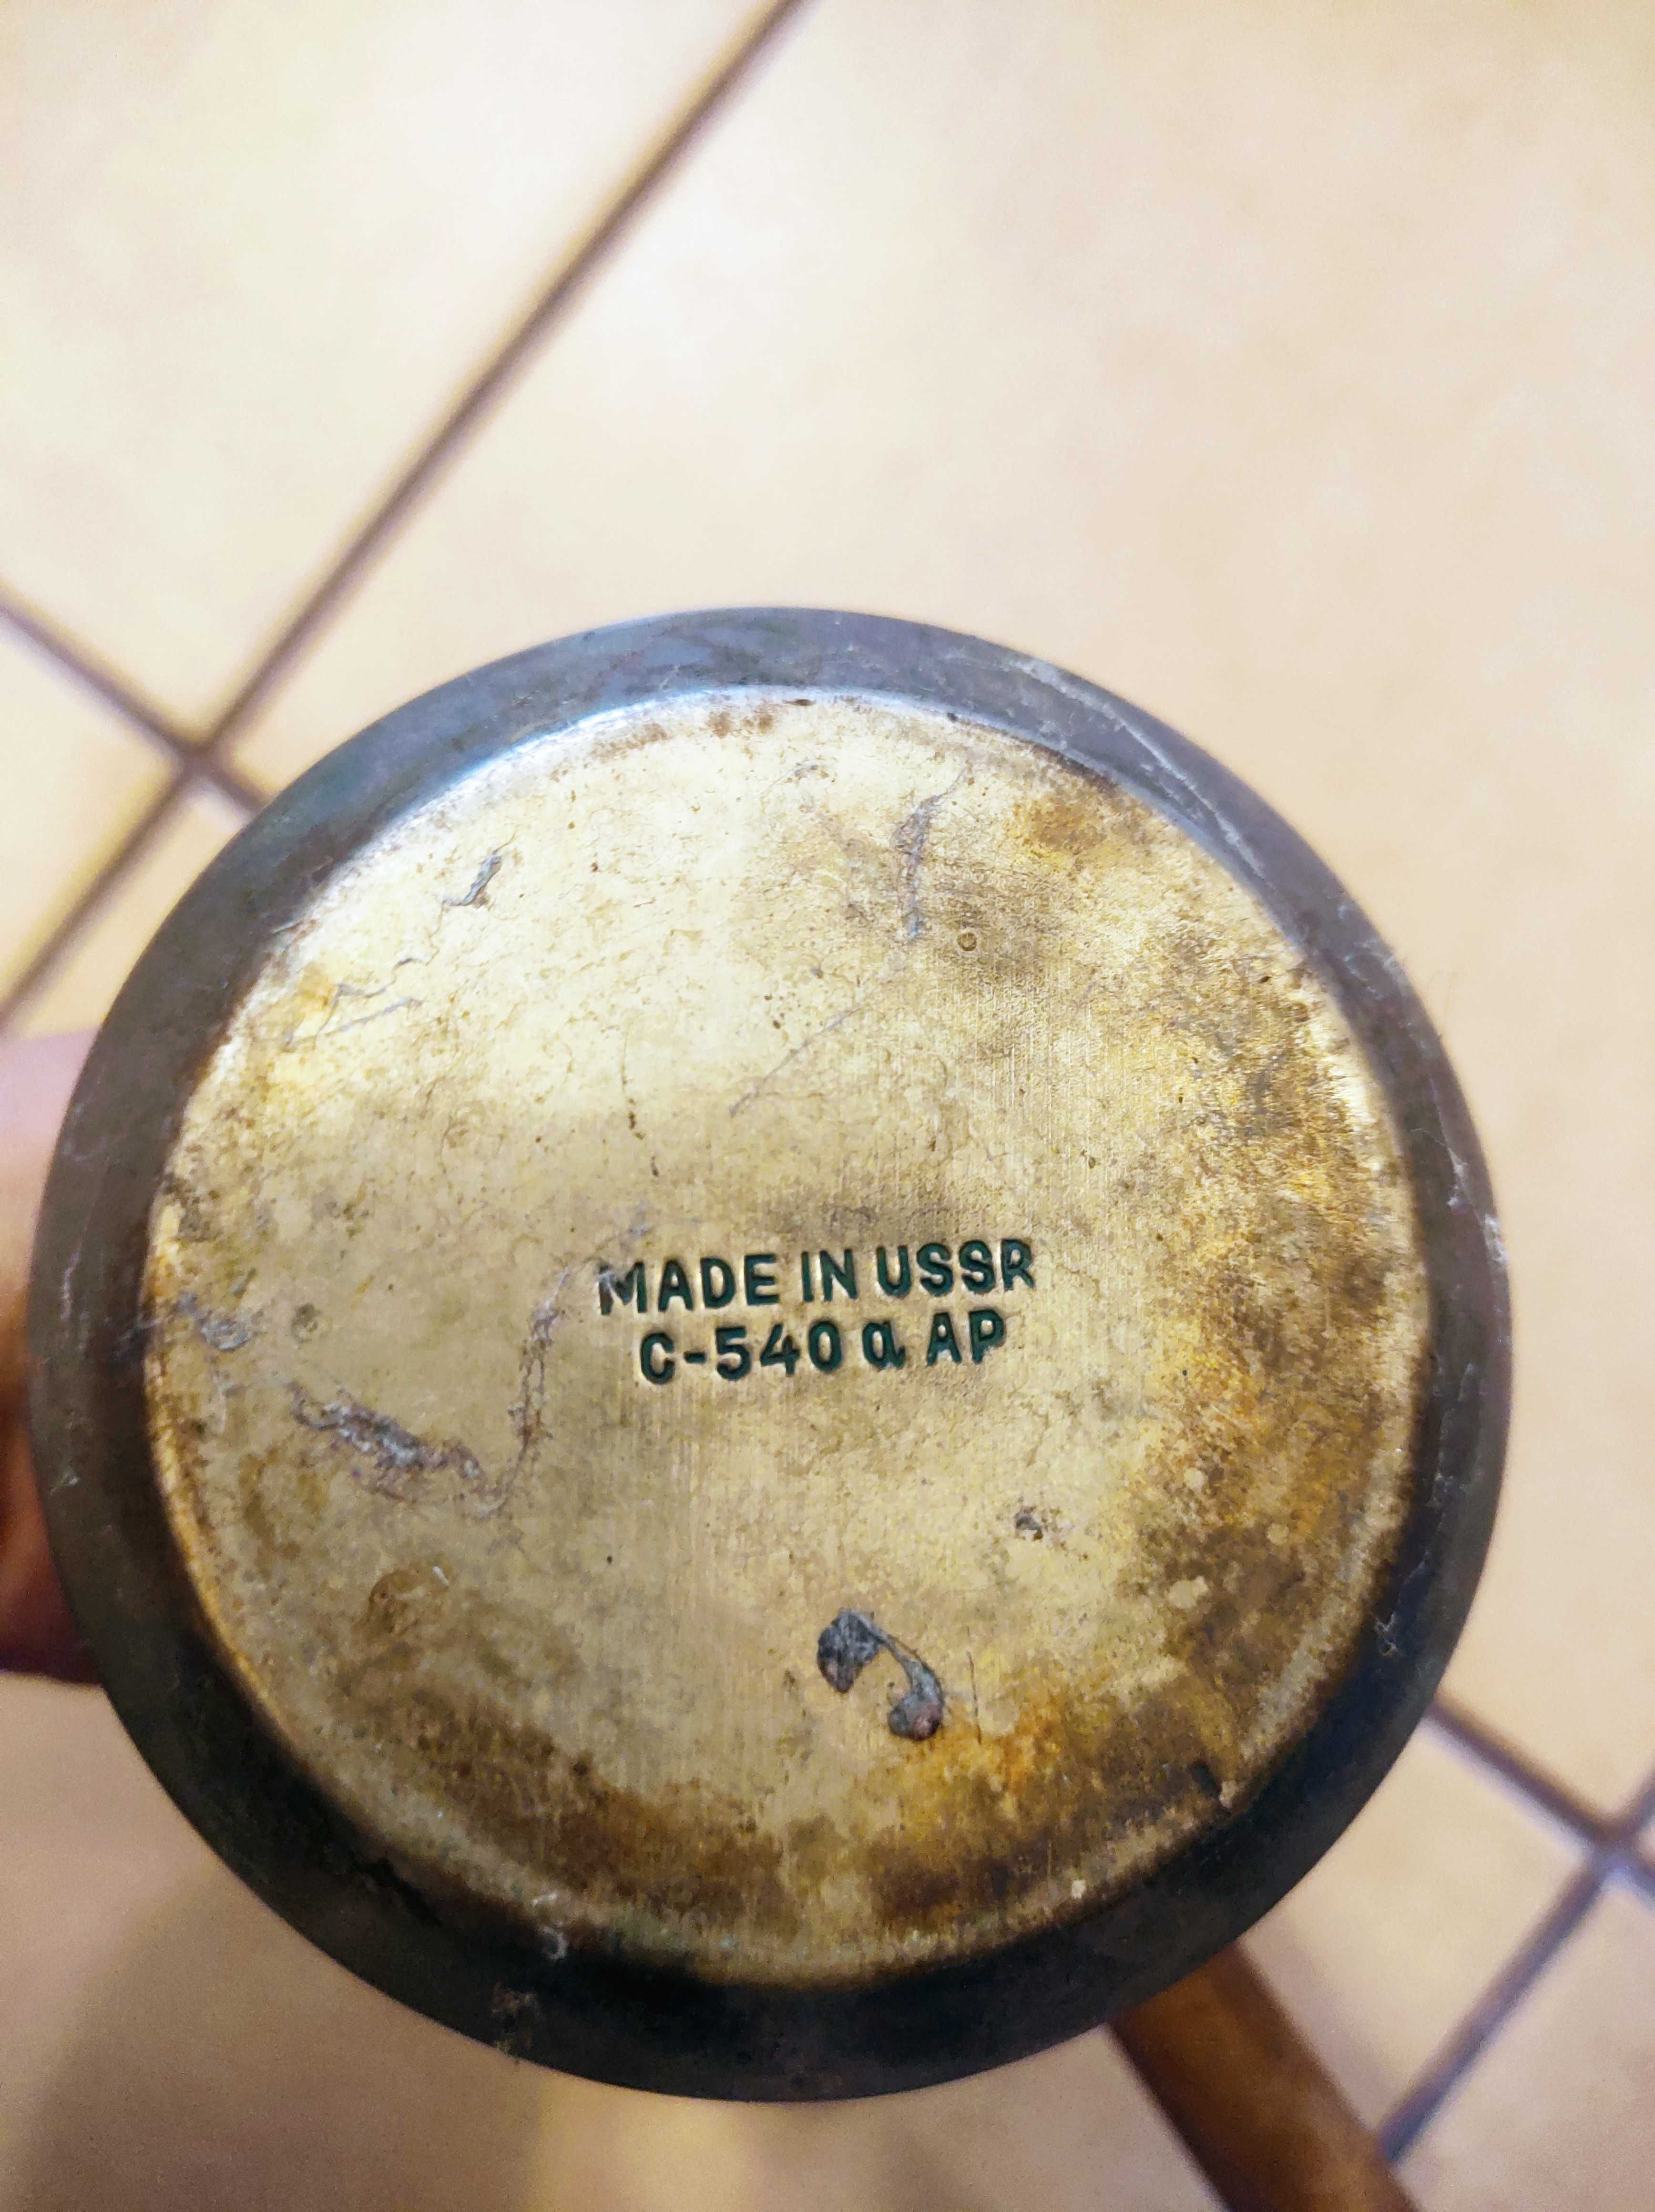 MADE IN USSR
C-540 α AP